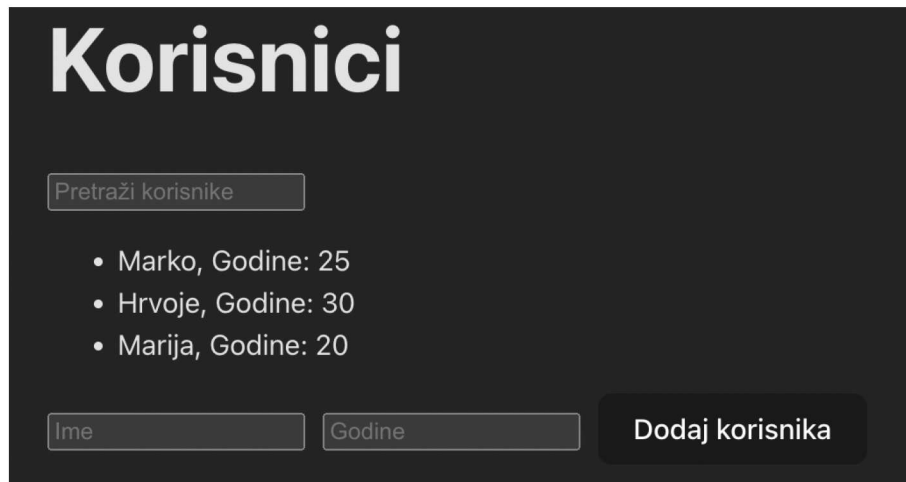 Korisnici
Pretraži korisnike
Marko, Godine: 25
Hrvoje, Godine: 30
Marija, Godine: 20
Ime Godine Dodaj korisnika